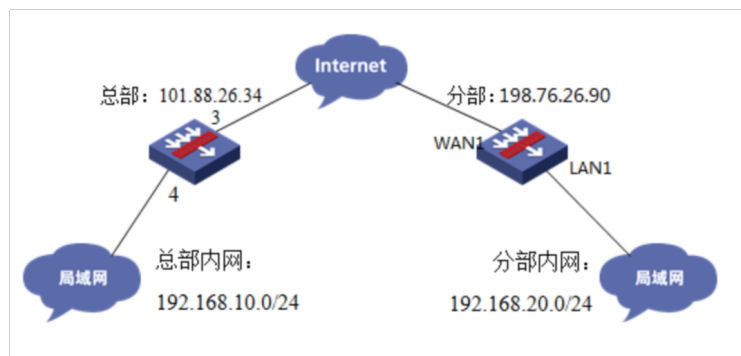 Internet
总部：101.88.26.34
分部：198.76.26.90
3
WAN1
LAN1
4
总部内网：
192.168.10.0/24
分部内网：
192.168.20.0/24
局域网
局域网